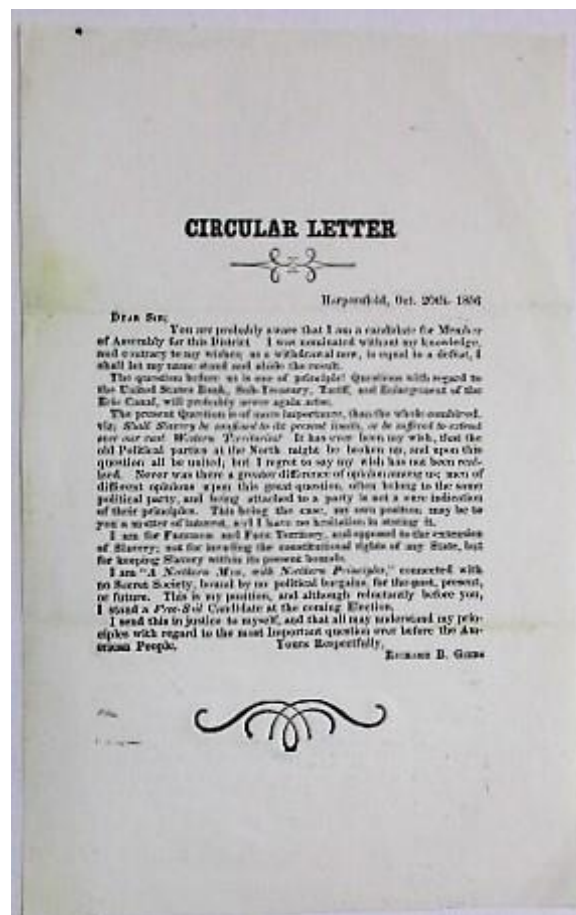 CIRCULAR LETTER
Harpersfield, Oct. 20th. 1856
DEAR SIR;
You are probably aware that I am a candidate for Member
of Assembly for this District I was nominated without my knowledge,
and contrary to my wishes; as a withdrawal now, is equal to a defeat, I
shall let my name stand and abide the result.
The question before us is one of principle! Questions with regard to
the United States Bank, Sub-Treasury, Tariff, and Enlargement of the
Erie Canal, will probably never again arise.
The present Question is of more importance, than the whole combined,
viz; Shall Slavery be confined to its present limits, or be suffered to extend
over our vast Western Territories? It has ever been my wish, that the
old Political parties at the North might be broken up, and upon this
question all be united; but I regret to say my wish has not been real-
ized. Never was there a greater difference of opinion among us; men of
different opinions upon this great question, often belong to the same
political party, and being attached to a party is not a sure indication
of their principles. This being the case, my own position, may be to
you a matter of interest, and I have no hesitation in stating it.
I am for and Free Territory, and opposed to the extension
of Slavery; not for invading the constitutional rights of any State, but
for keeping Slavery within its present bounds.
I am "A Northern Man, with Northern Principles," connected with
no Secret Society, bound by no political bargains, for the past, present,
or future. This is my position, and although reluctantly before you,
I stand a Free-Soil Candidate at the coming Election.
I send this in justice to myself, and that all may understand my prin-
ciples with regard to the most Important question ever before the Am-
erican People. Yours Respectfully,
RICHARD B. GIBBS